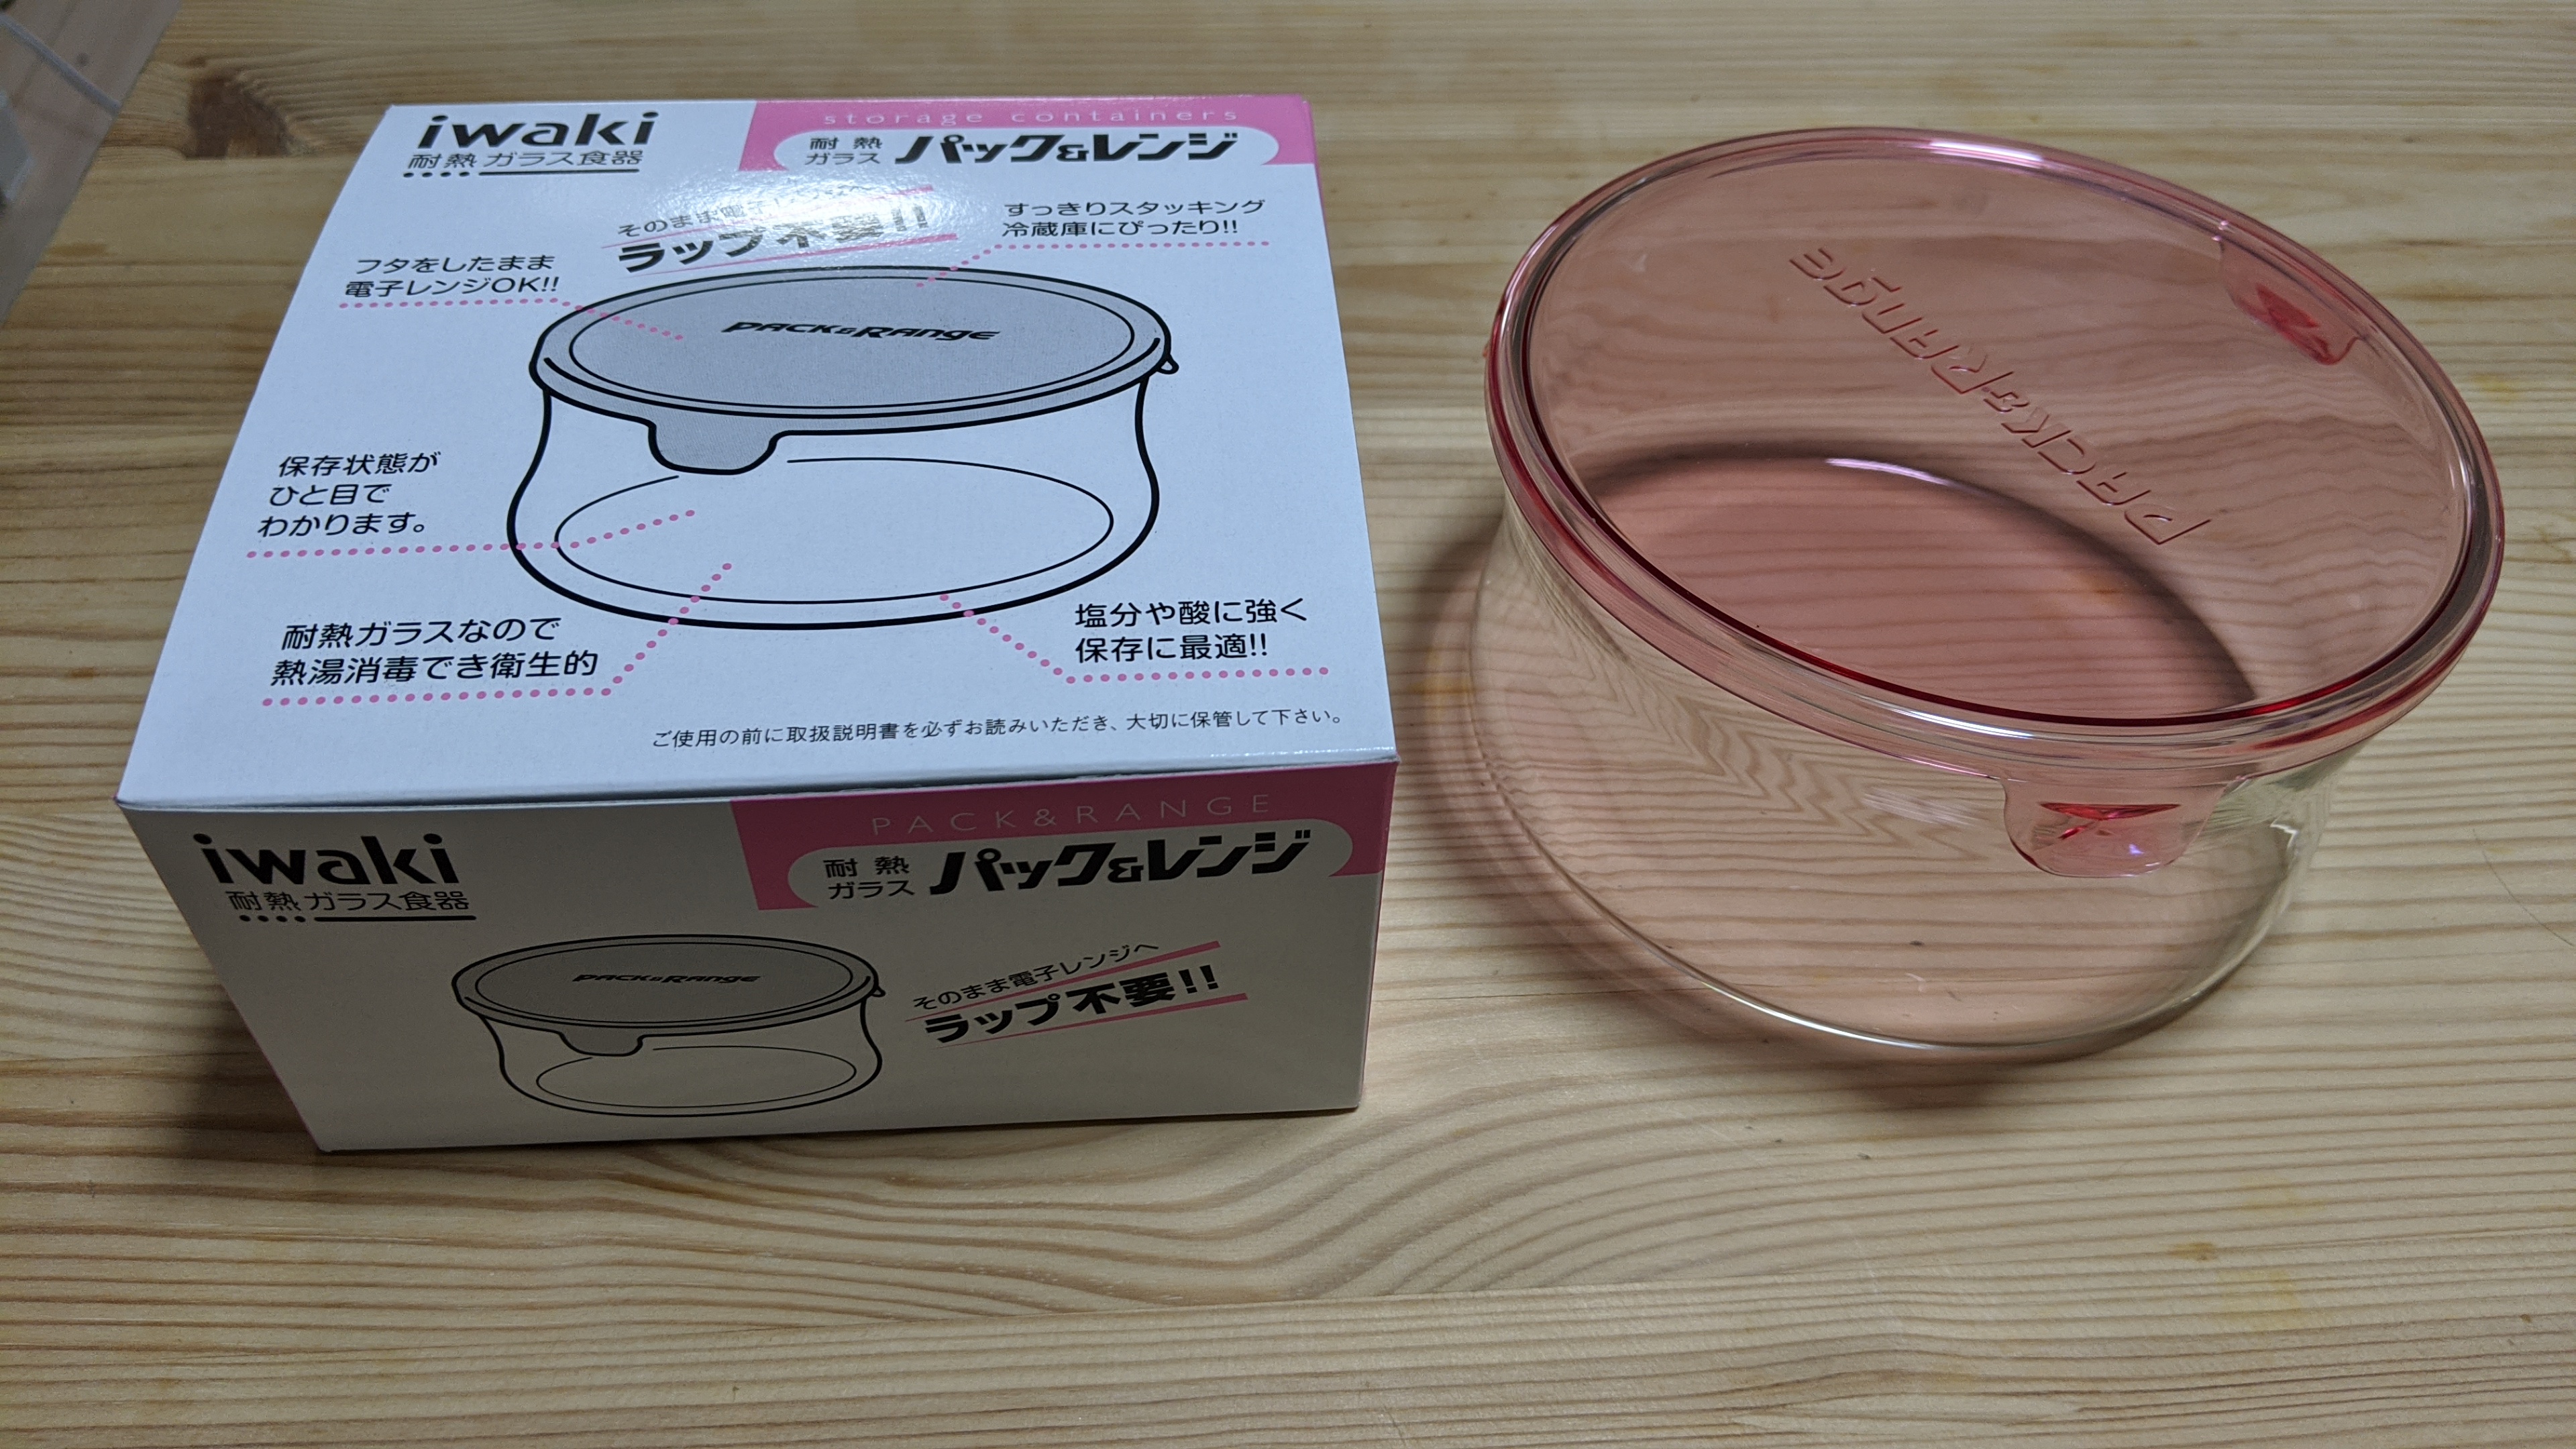 iwaki
耐熱ガラス食器
storage containers
耐熱
ガラス
パック&レンジ
そのまま電子レンジへ
ラップ不要!!
すっきりスタッキング
冷蔵庫にぴったり!!
フタをしたまま
電子レンジOK!!
PACK&RANGE
保存状態が
ひと目で
わかります。
耐熱ガラスなので
熱湯消毒でき衛生的
塩分や酸に強く
保存に最適!!
ご使用の前に取扱説明書を必ずお読みいただき、大切に保管して下さい。
iwaki
耐熱ガラス食器
PACK&RANGE
耐熱
ガラス
パック&レンジ
PACK&RANGE
そのまま電子レンジへ
ラップ不要!!
PACK&RANGE